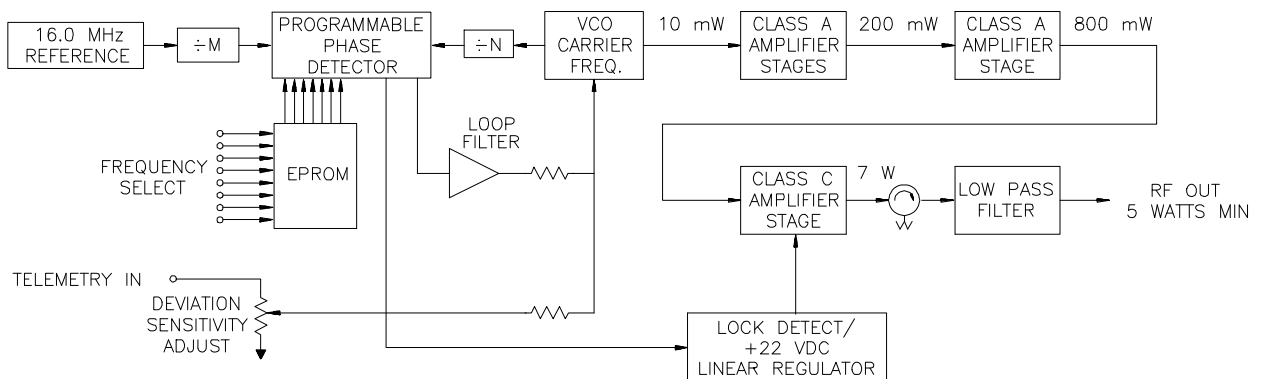 16.0 MHz
REFERENCE
÷M
PROGRAMMABLE
PHASE
DETECTOR
÷N
VCO
CARRIER
FREQ.
10 mW
CLASS A
AMPLIFIER
STAGES
200 mW
CLASS A
AMPLIFIER
STAGE
800 mW
LOOP
FILTER
FREQUENCY
SELECT
EPROM
CLASS C
AMPLIFIER
STAGE
7 W
LOW PASS
FILTER
RF OUT
5 WATTS MIN
TELEMETRY IN
DEVIATION
SENSITIVITY
ADJUST
LOCK DETECT/
+22 VDC
LINEAR REGULATOR